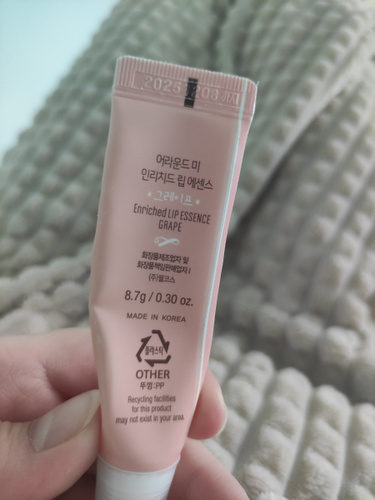 어라운드 미
인리치드 립 에센스
• 그레이프 •
Enriched LIP ESSENCE
GRAPE
화장품제조업자 및
화장품책임판매업자 I
(주)웰코스
8.7g / 0.30 oz.
MADE IN KOREA
플라스틱
OTHER
뚜껑:PP
Recycling facilities
for this product
may not exist in your area.